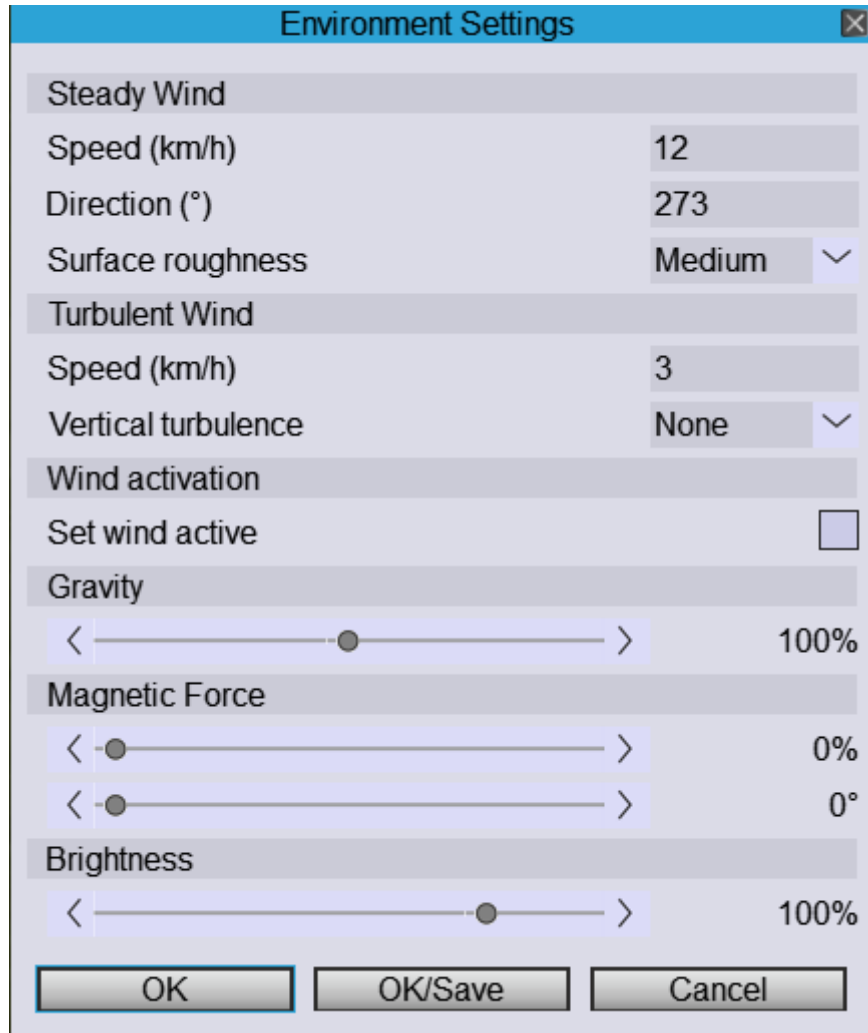 Environment Settings
Steady Wind
Speed (km/h) 12
Direction (°) 273
Surface roughness Medium
Turbulent Wind
Speed (km/h) 3
Vertical turbulence None
Wind activation
Set wind active
Gravity
100%
Magnetic Force
0%
0°
Brightness
100%
OK OK/Save Cancel